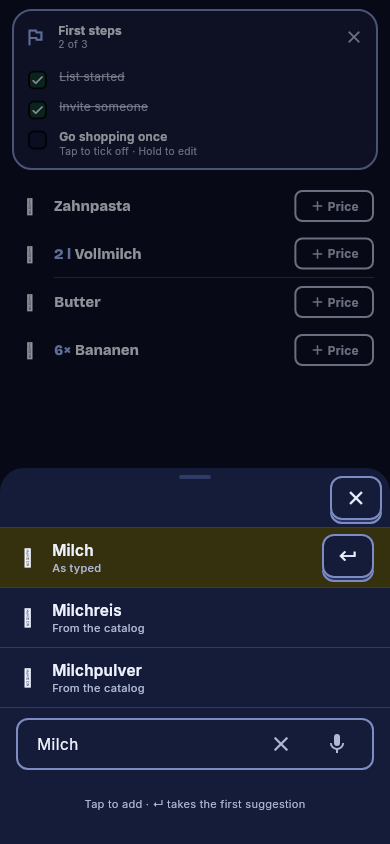 First steps
2 of 3
List started
Invite someone
Go shopping once
Tap to tick off · Hold to edit
Zahnpasta
+ Price
2 l Vollmilch
+ Price
Butter
+ Price
6× Bananen
+ Price
Milch
As typed
Milchreis
From the catalog
Milchpulver
From the catalog
Milch
Tap to add · ↵ takes the first suggestion